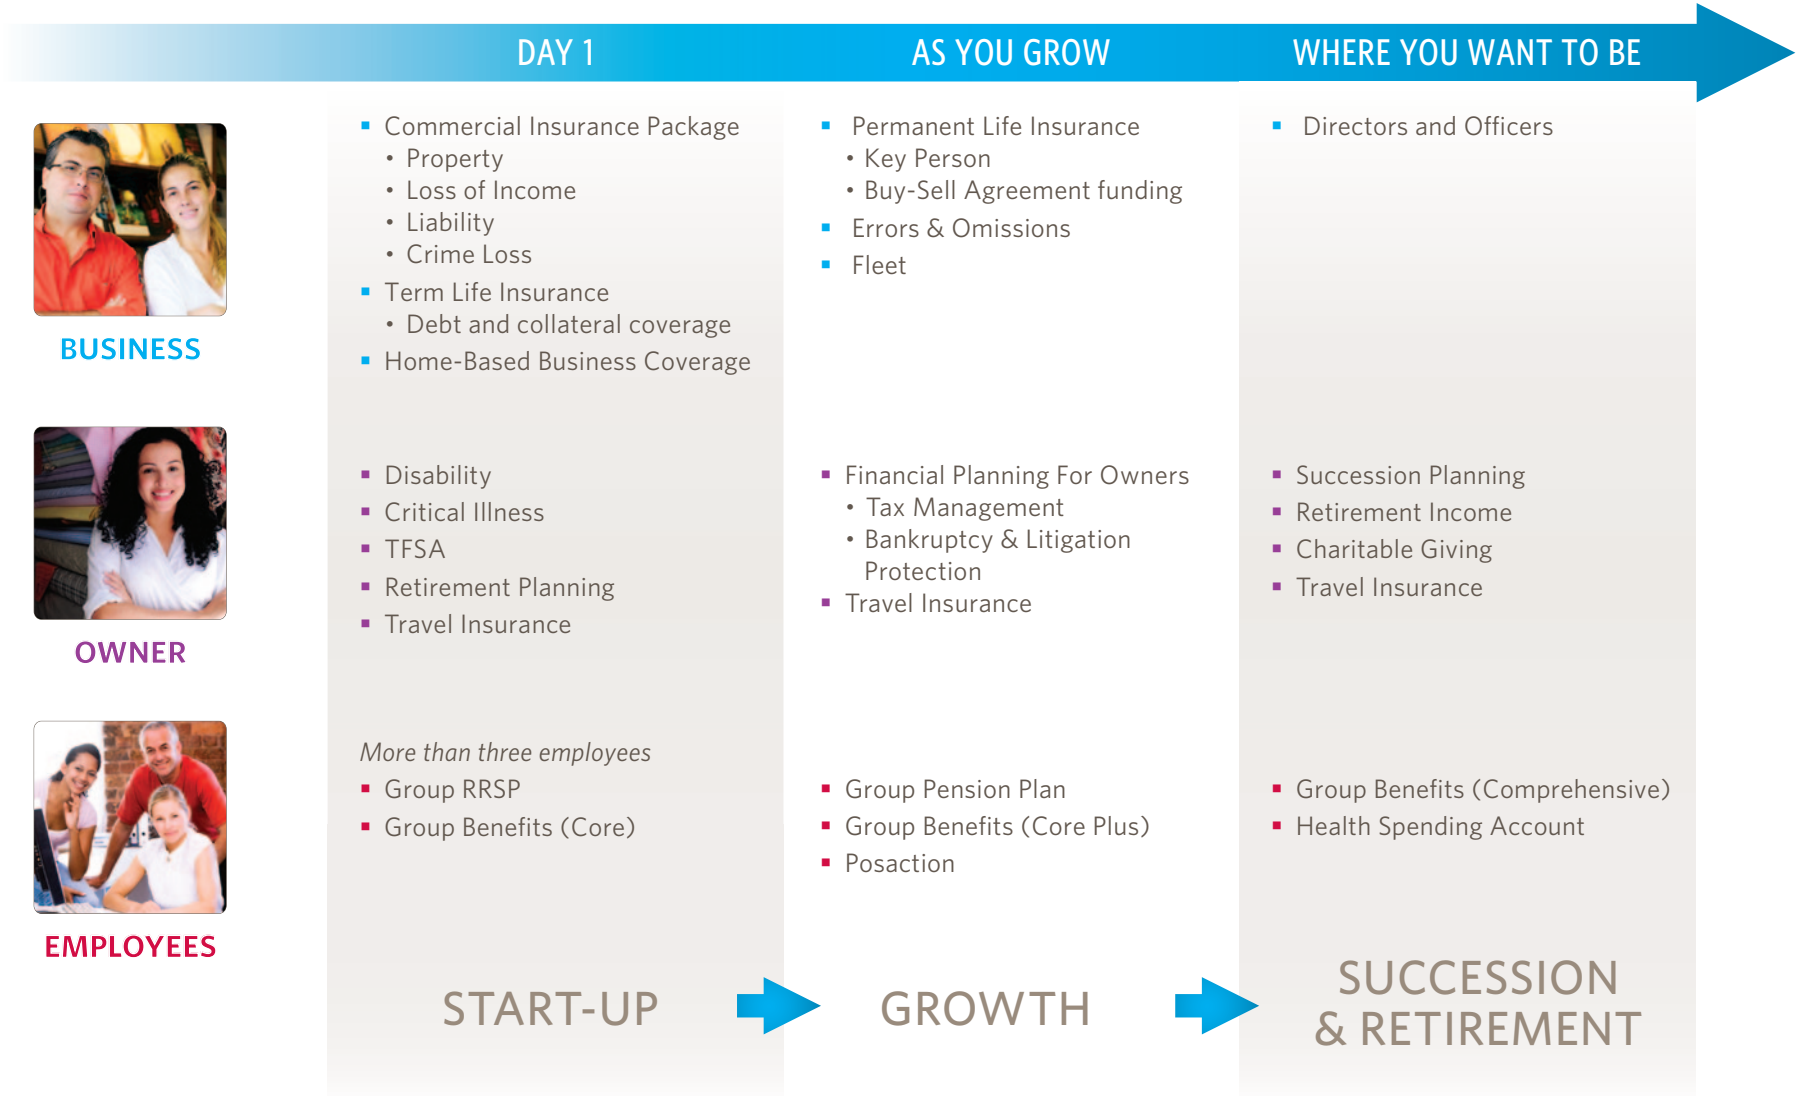 DAY 1
AS YOU GROW
WHERE YOU WANT TO BE
BUSINESS
▪ Commercial Insurance Package
• Property
• Loss of Income
• Liability
• Crime Loss
▪ Term Life Insurance
• Debt and collateral coverage
▪ Home-Based Business Coverage
▪ Permanent Life Insurance
• Key Person
• Buy-Sell Agreement funding
▪ Errors & Omissions
▪ Fleet
▪ Directors and Officers
OWNER
▪ Disability
▪ Critical Illness
▪ TFSA
▪ Retirement Planning
▪ Travel Insurance
▪ Financial Planning For Owners
• Tax Management
• Bankruptcy & Litigation
Protection
▪ Travel Insurance
▪ Succession Planning
▪ Retirement Income
▪ Charitable Giving
▪ Travel Insurance
EMPLOYEES
More than three employees
▪ Group RRSP
▪ Group Benefits (Core)
▪ Group Pension Plan
▪ Group Benefits (Core Plus)
▪ Posaction
▪ Group Benefits (Comprehensive)
▪ Health Spending Account
START-UP
GROWTH
SUCCESSION
& RETIREMENT